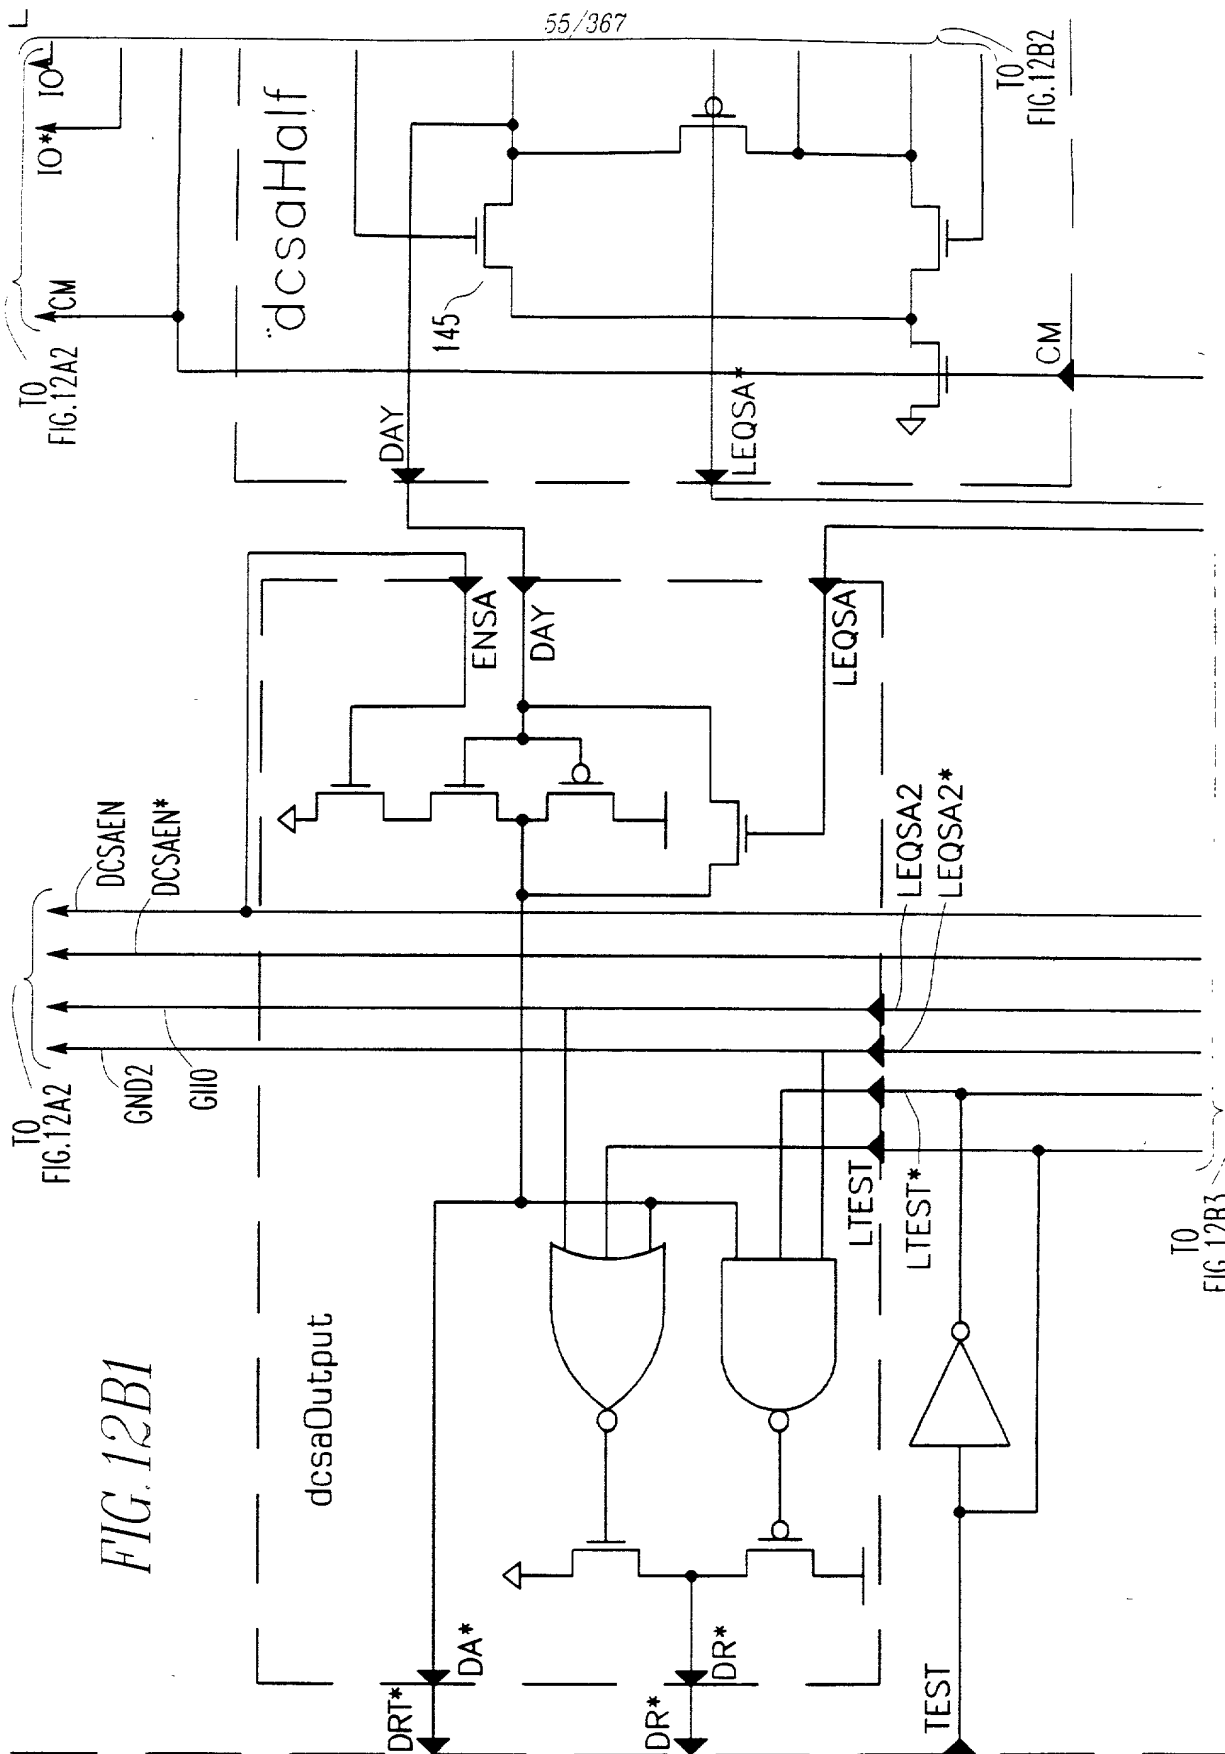 55/367
L
IO
IO*
CM
TO
FIG.12A2
TO
FIG.12B2
dcsaHalf
145
DAY
LEQSA*
CM
ENSA
DAY
LEQSA
DCSAEN
DCSAEN*
GIIO
GND2
TO
FIG.12A2
LEQSA2
LEQSA2*
LTEST
LTEST*
TO
FIG.12B3
FIG. 12B1
dcsaOutput
DA*
DRT*
DR*
DR*
TEST